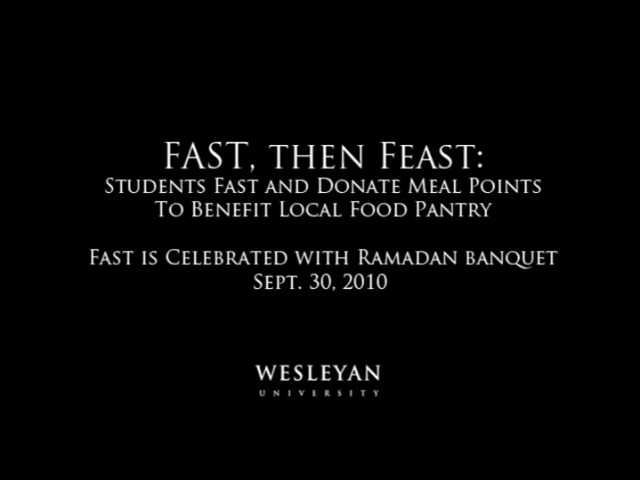 FAST, THEN FEAST:
STUDENTS FAST AND DONATE MEAL POINTS
TO BENEFIT LOCAL FOOD PANTRY
FAST IS CELEBRATED WITH RAMADAN BANQUET
SEPT. 30, 2010
WESLEYAN
UNIVERSITY